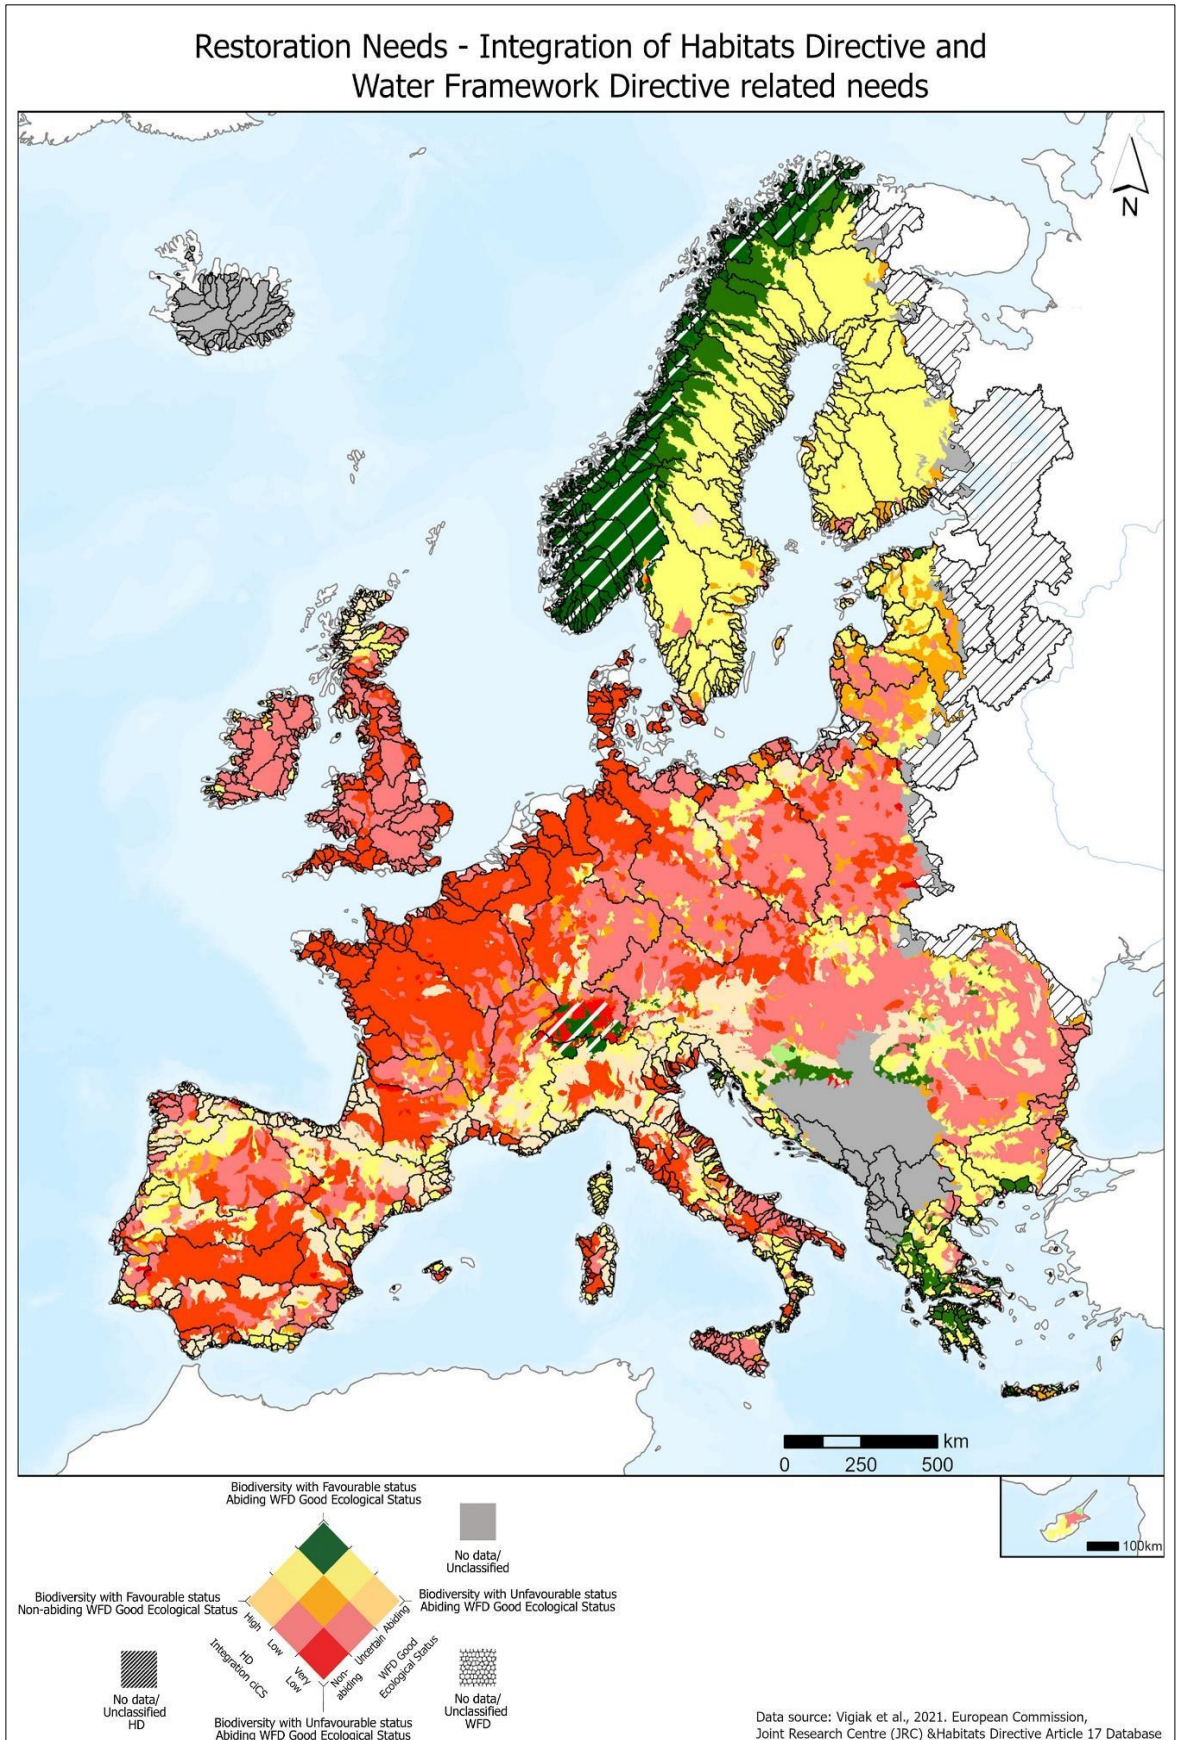 Restoration Needs - Integration of Habitats Directive and
Water Framework Directive related needs
N
km
0 250 500
100km
Biodiversity with Favourable status
Abiding WFD Good Ecological Status
No data/
Unclassified
Biodiversity with Favourable status
Non-abiding WFD Good Ecological Status
Biodiversity with Unfavourable status
Abiding WFD Good Ecological Status
High
Low
Very
Low
HD
Integration ciCS
Non-
abiding
Uncertain
Abiding
WFD Good
Ecological Status
No data/
Unclassified
HD
No data/
Unclassified
WFD
Biodiversity with Unfavourable status
Abiding WFD Good Ecological Status
Data source: Vigiak et al., 2021. European Commission,
Joint Research Centre (JRC) &Habitats Directive Article 17 Database